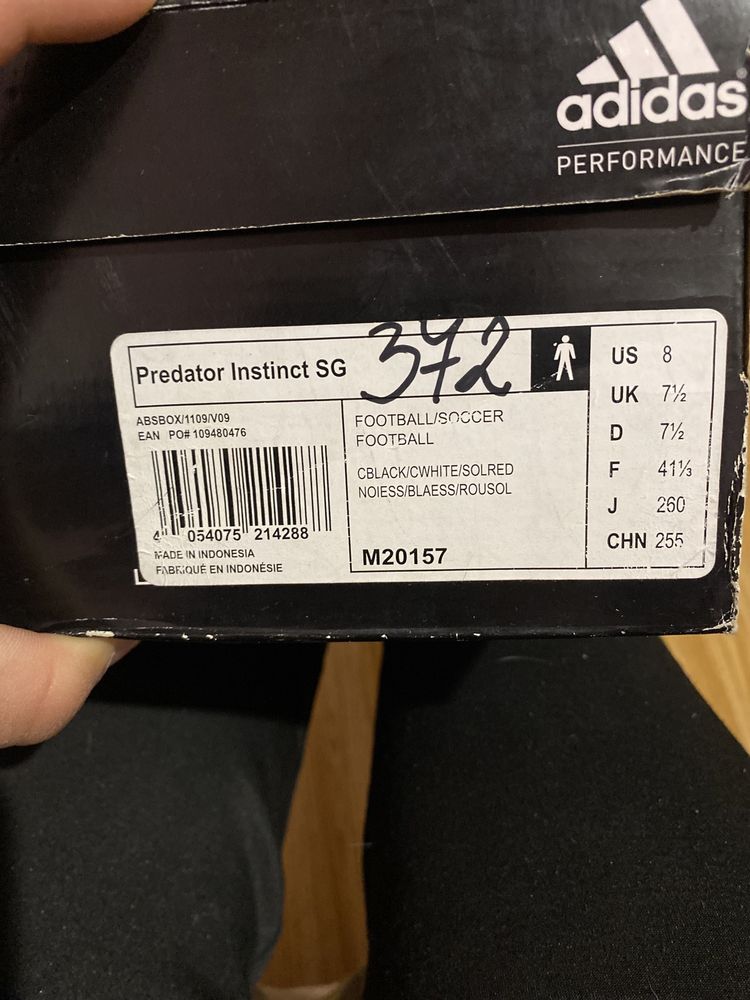 adidas
PERFORMANCE
Predator Instinct SG
372
ABSBOX/1109/V09
EAN PO# 109480476
4 054075 214288
MADE IN INDONESIA
FABRIQUÉ EN INDONÉSIE
FOOTBALL/SOCCER
FOOTBALL
CBLACK/CWHITE/SOLRED
NOIESS/BLAESS/ROUSOL
M20157
US 8
UK 7½
D 7½
F 41⅓
J 260
CHN 255